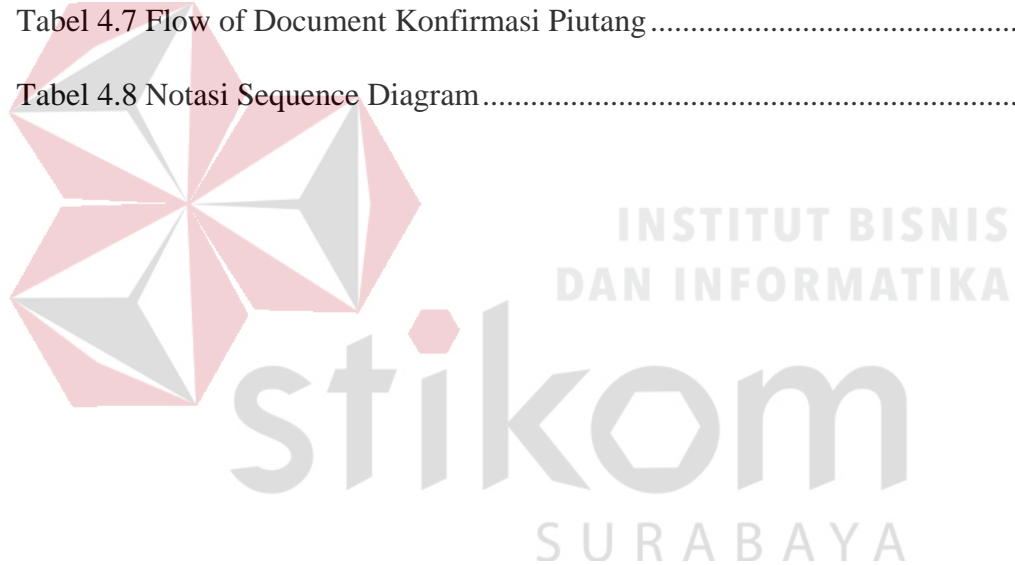 Tabel 4.7 Flow of Document Konfirmasi Piutang ..............................................
Tabel 4.8 Notasi Sequence Diagram ...................................................................
INSTITUT BISNIS
DAN INFORMATIKA
stikom
SURABAYA